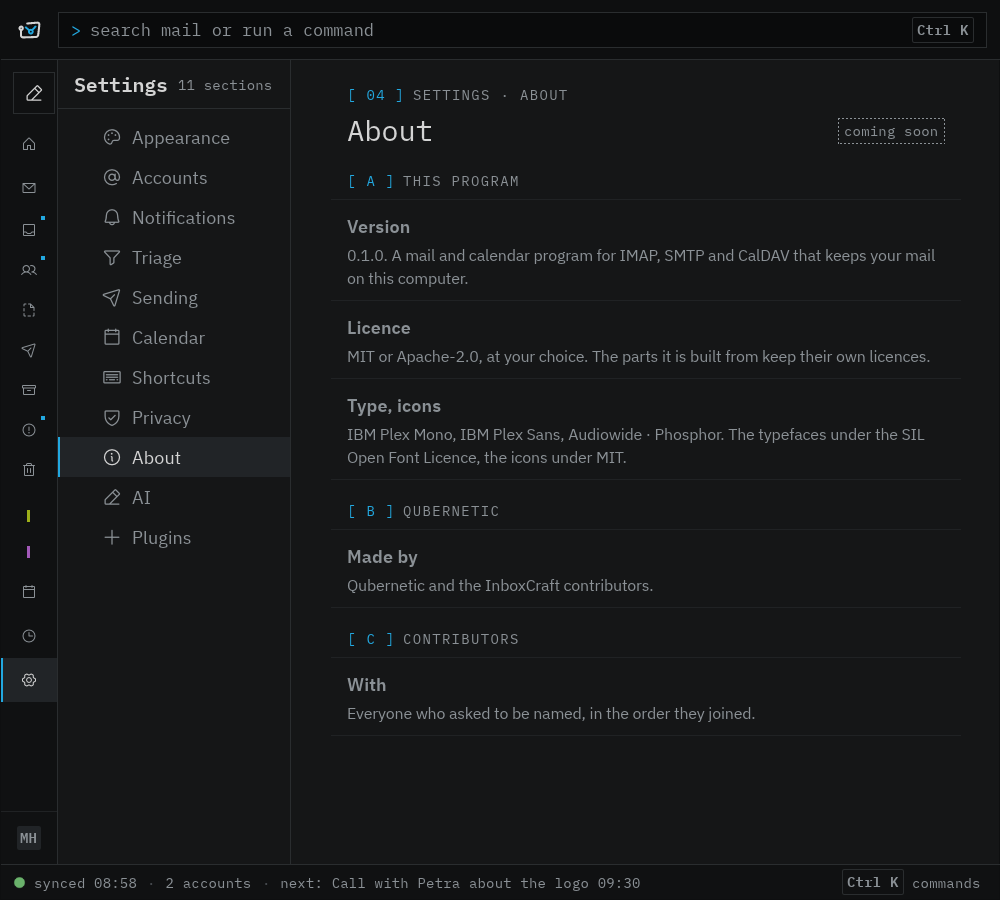 > search mail or run a command
Ctrl K
Settings 11 sections
Appearance
Accounts
Notifications
Triage
Sending
Calendar
Shortcuts
Privacy
About
AI
Plugins
[ 04 ] SETTINGS · ABOUT
About
coming soon
[ A ] THIS PROGRAM
Version
0.1.0. A mail and calendar program for IMAP, SMTP and CalDAV that keeps your mail
on this computer.
Licence
MIT or Apache-2.0, at your choice. The parts it is built from keep their own licences.
Type, icons
IBM Plex Mono, IBM Plex Sans, Audiowide · Phosphor. The typefaces under the SIL
Open Font Licence, the icons under MIT.
[ B ] QUBERNETIC
Made by
Qubernetic and the InboxCraft contributors.
[ C ] CONTRIBUTORS
With
Everyone who asked to be named, in the order they joined.
MH
synced 08:58 · 2 accounts · next: Call with Petra about the logo 09:30
Ctrl K commands